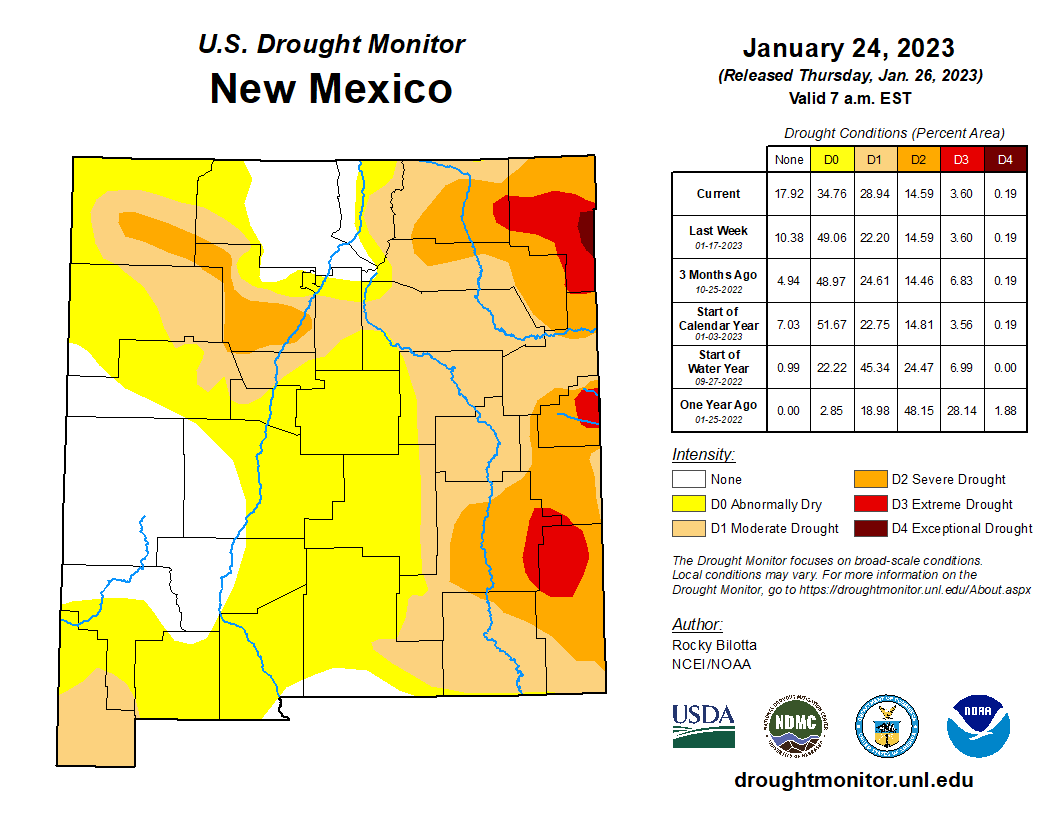 U.S. Drought Monitor
New Mexico
January 24, 2023
(Released Thursday, Jan. 26, 2023)
Valid 7 a.m. EST
Drought Conditions (Percent Area)
None D0 D1 D2 D3 D4
Current 17.92 34.76 28.94 14.59 3.60 0.19
Last Week
01-17-2023
10.38 49.06 22.20 14.59 3.60 0.19
3 Months Ago
10-25-2022
4.94 48.97 24.61 14.46 6.83 0.19
Start of
Calendar Year
01-03-2023
7.03 51.67 22.75 14.81 3.56 0.19
Start of
Water Year
09-27-2022
0.99 22.22 45.34 24.47 6.99 0.00
One Year Ago
01-25-2022
0.00 2.85 18.98 48.15 28.14 1.88
Intensity:
None
D0 Abnormally Dry
D1 Moderate Drought
D2 Severe Drought
D3 Extreme Drought
D4 Exceptional Drought
The Drought Monitor focuses on broad-scale conditions.
Local conditions may vary. For more information on the
Drought Monitor, go to https://droughtmonitor.unl.edu/About.aspx
Author:
Rocky Bilotta
NCEI/NOAA
USDA
NDMC
NOAA
droughtmonitor.unl.edu